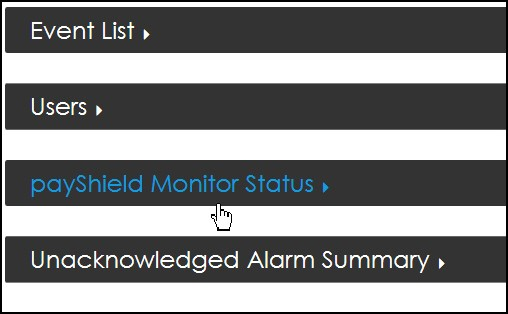 Event List
Users
payShield Monitor Status
Unacknowledged Alarm Summary